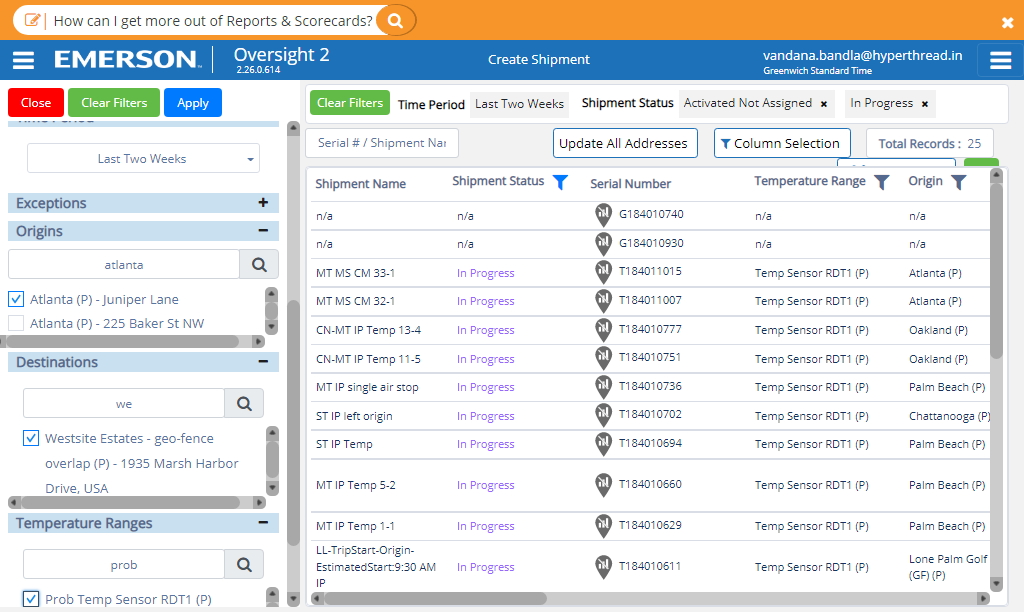 How can I get more out of Reports & Scorecards?
EMERSON
Oversight 2
2.26.0.614
Create Shipment
vandana.bandla@hyperthread.in
Greenwich Standard Time
Close
Clear Filters
Apply
Last Two Weeks
Exceptions
Origins
atlanta
Atlanta (P) - Juniper Lane
Atlanta (P) - 225 Baker St NW
Destinations
we
Westsite Estates - geo-fence
overlap (P) - 1935 Marsh Harbor
Drive, USA
Temperature Ranges
prob
Prob Temp Sensor RDT1 (P)
Clear Filters Time Period Last Two Weeks Shipment Status Activated Not Assigned × In Progress ×
Serial # / Shipment Nar
Update All Addresses
Column Selection
Total Records : 25
Shipment Name Shipment Status Serial Number Temperature Range Origin
n/a n/a G184010740 n/a n/a
n/a n/a G184010930 n/a n/a
MT MS CM 33-1 In Progress T184011015 Temp Sensor RDT1 (P) Atlanta (P)
MT MS CM 32-1 In Progress T184011007 Temp Sensor RDT1 (P) Atlanta (P)
CN-MT IP Temp 13-4 In Progress T184010777 Temp Sensor RDT1 (P) Oakland (P)
CN-MT IP Temp 11-5 In Progress T184010751 Temp Sensor RDT1 (P) Oakland (P)
MT IP single air stop In Progress T184010736 Temp Sensor RDT1 (P) Palm Beach (P)
ST IP left origin In Progress T184010702 Temp Sensor RDT1 (P) Chattanooga (P)
ST IP Temp In Progress T184010694 Temp Sensor RDT1 (P) Palm Beach (P)
MT IP Temp 5-2 In Progress T184010660 Temp Sensor RDT1 (P) Palm Beach (P)
MT IP Temp 1-1 In Progress T184010629 Temp Sensor RDT1 (P) Palm Beach (P)
LL-TripStart-Origin-
EstimatedStart:9:30 AM
IP
In Progress T184010611 Temp Sensor RDT1 (P)
Lone Palm Golf
(GF) (P)